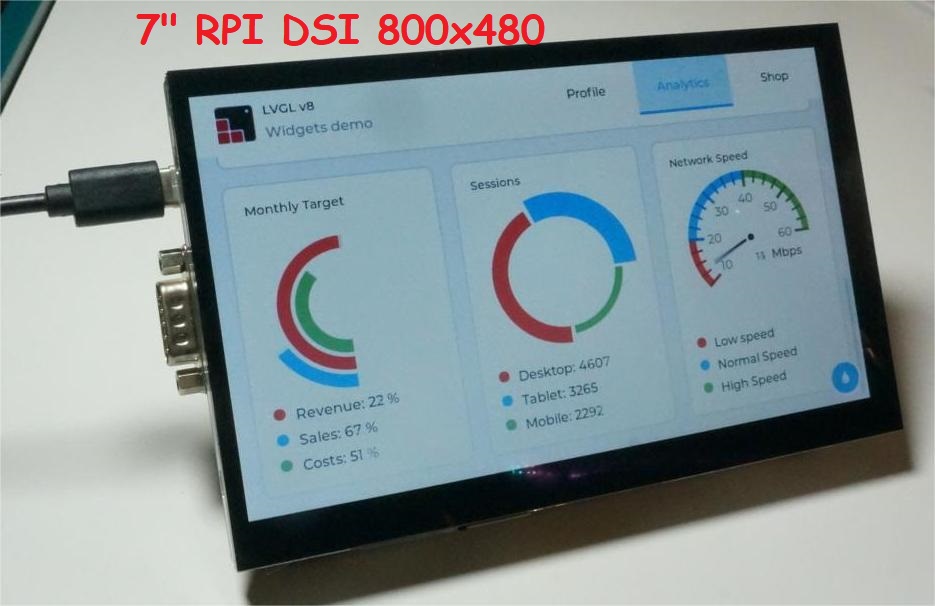 7" RPI DSI 800x480
LVGL v8
Widgets demo
Profile
Analytics
Shop
Monthly Target
Revenue: 22 %
Sales: 67 %
Costs: 51 %
Sessions
Desktop: 4607
Tablet: 3265
Mobile: 2292
Network Speed
10
20
30
40
50
60
Mbps
Low speed
Normal Speed
High Speed